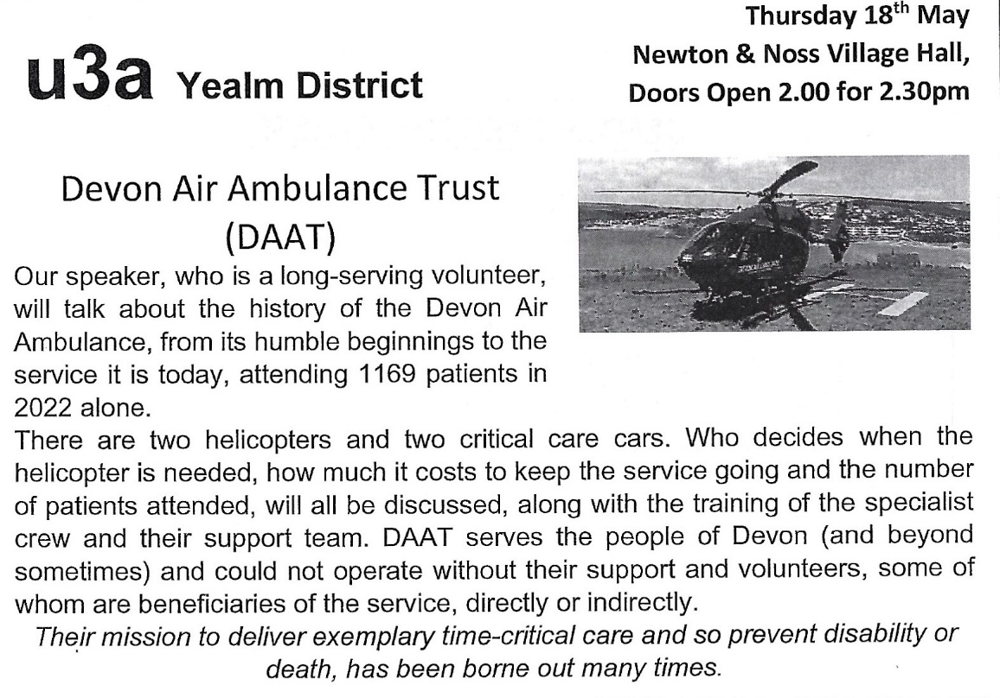 Thursday 18th May
Newton & Noss Village Hall,
Doors Open 2.00 for 2.30pm
u3a Yealm District
Devon Air Ambulance Trust
(DAAT)
Our speaker, who is a long-serving volunteer,
will talk about the history of the Devon Air
Ambulance, from its humble beginnings to the
service it is today, attending 1169 patients in
2022 alone.
There are two helicopters and two critical care cars. Who decides when the
helicopter is needed, how much it costs to keep the service going and the number
of patients attended, will all be discussed, along with the training of the specialist
crew and their support team. DAAT serves the people of Devon (and beyond
sometimes) and could not operate without their support and volunteers, some of
whom are beneficiaries of the service, directly or indirectly.
Their mission to deliver exemplary time-critical care and so prevent disability or
death, has been borne out many times.